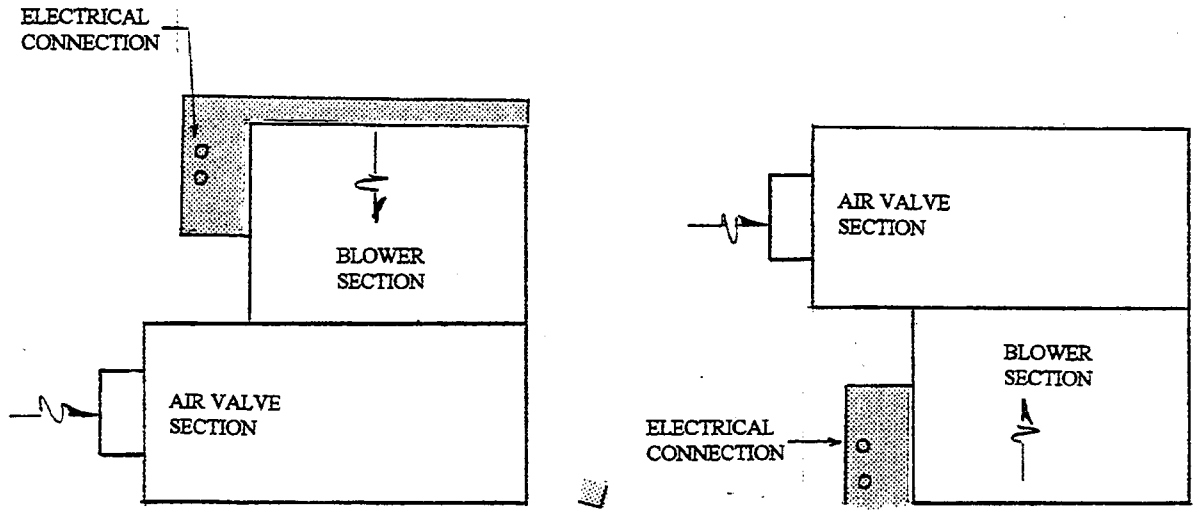 ELECTRICAL
CONNECTION
BLOWER
SECTION
AIR VALVE
SECTION
AIR VALVE
SECTION
BLOWER
SECTION
ELECTRICAL
CONNECTION